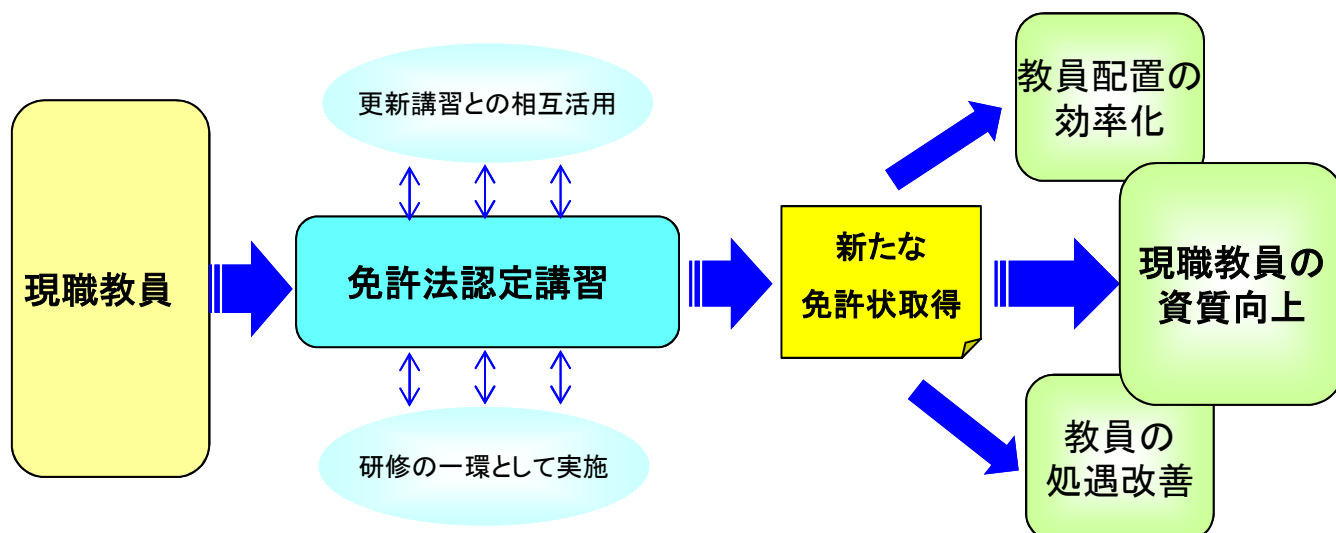 現職教員
更新講習との相互活用
免許法認定講習
研修の一環として実施
新たな
免許状取得
教員配置の
効率化
現職教員の
資質向上
教員の
処遇改善